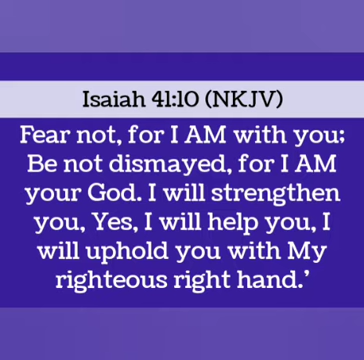 Isaiah 41:10 (NKJV)
Fear not, for I AM with you;
Be not dismayed, for I AM
your God. I will strengthen
you, Yes, I will help you, I
will uphold you with My
righteous right hand.’